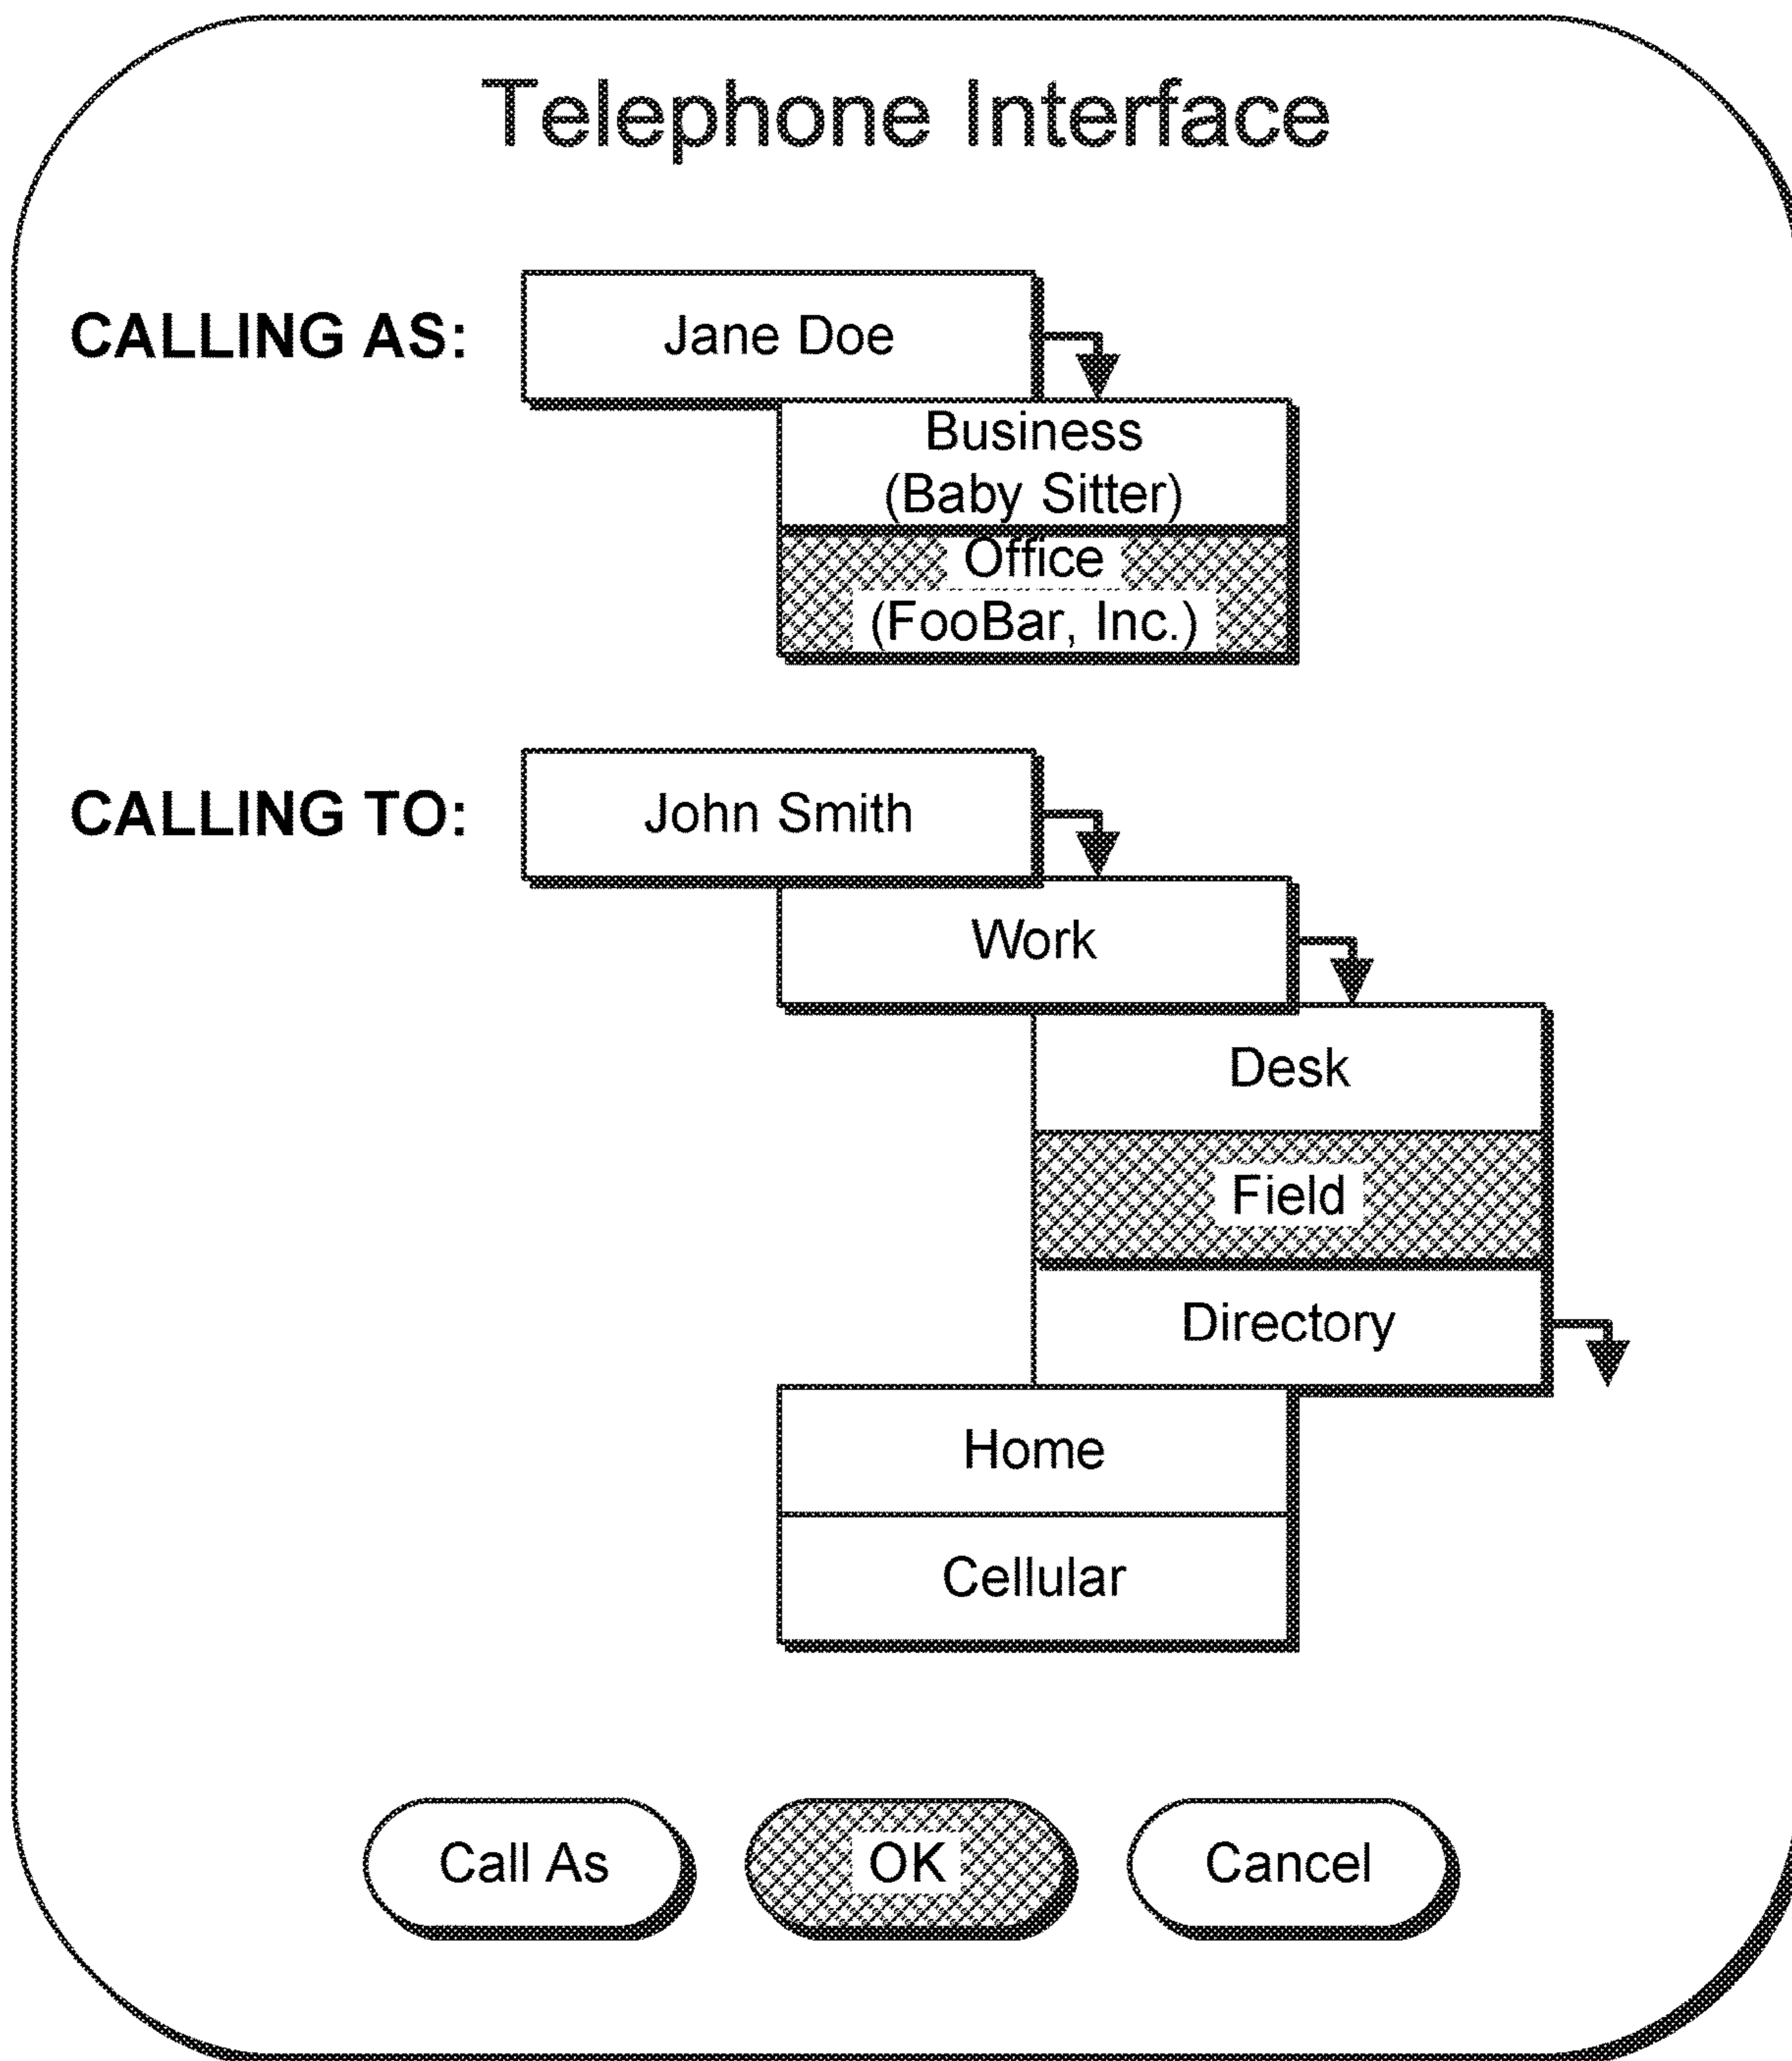 Telephone Interface
CALLING AS:
Jane Doe
Business
(Baby Sitter)
Office
(FooBar, Inc.)
CALLING TO:
John Smith
Work
Desk
Field
Directory
Home
Cellular
Call As
OK
Cancel